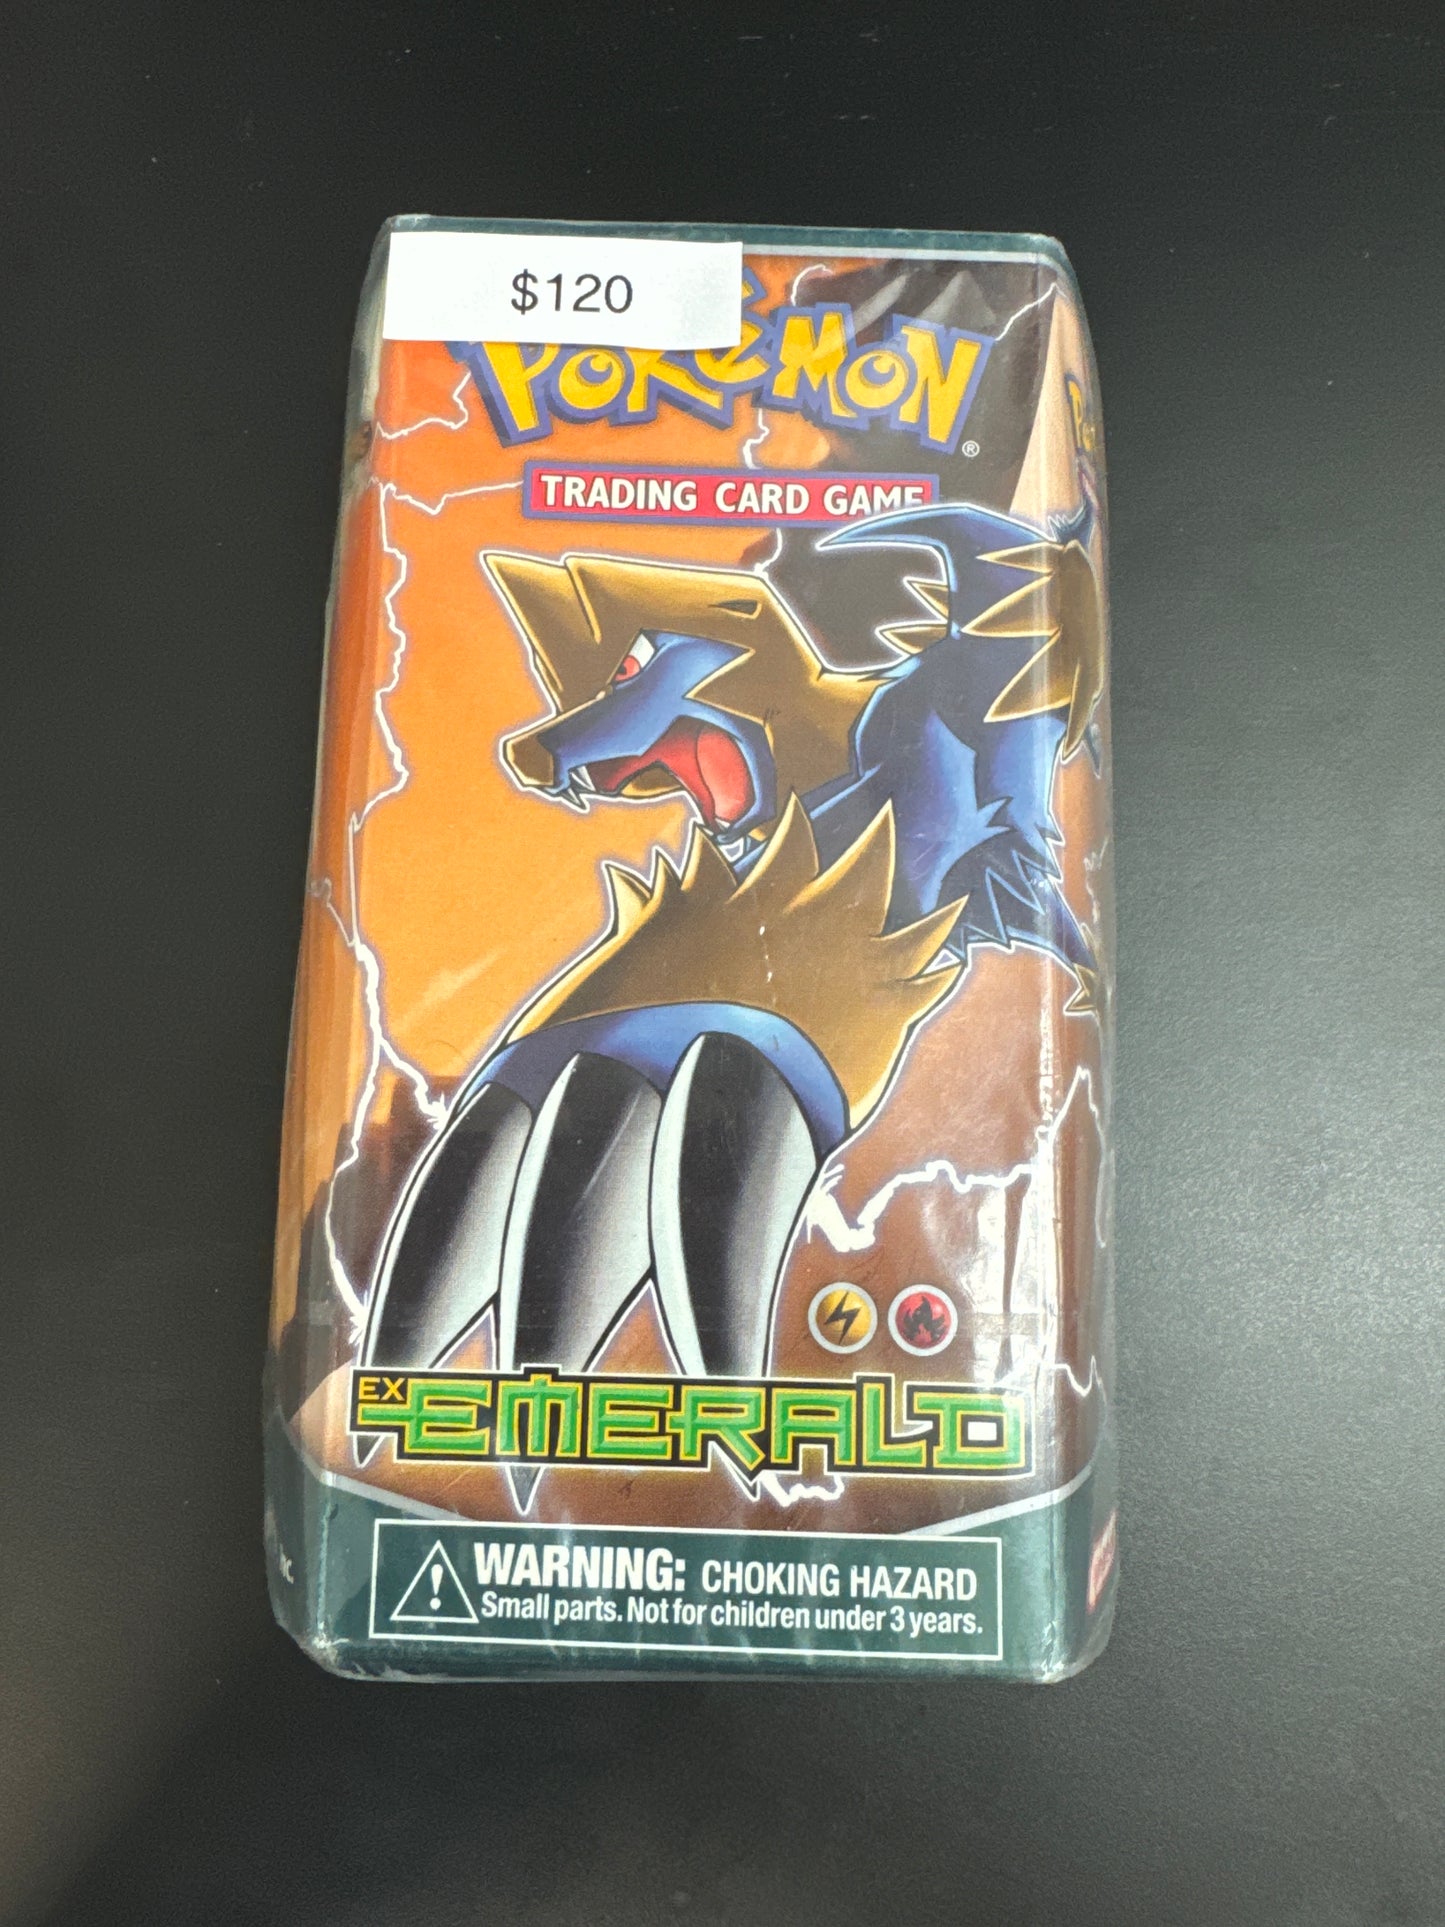 $120
POKéMON
®
TRADING CARD GAME
EX EMERALD
WARNING: CHOKING HAZARD
Small parts. Not for children under 3 years.